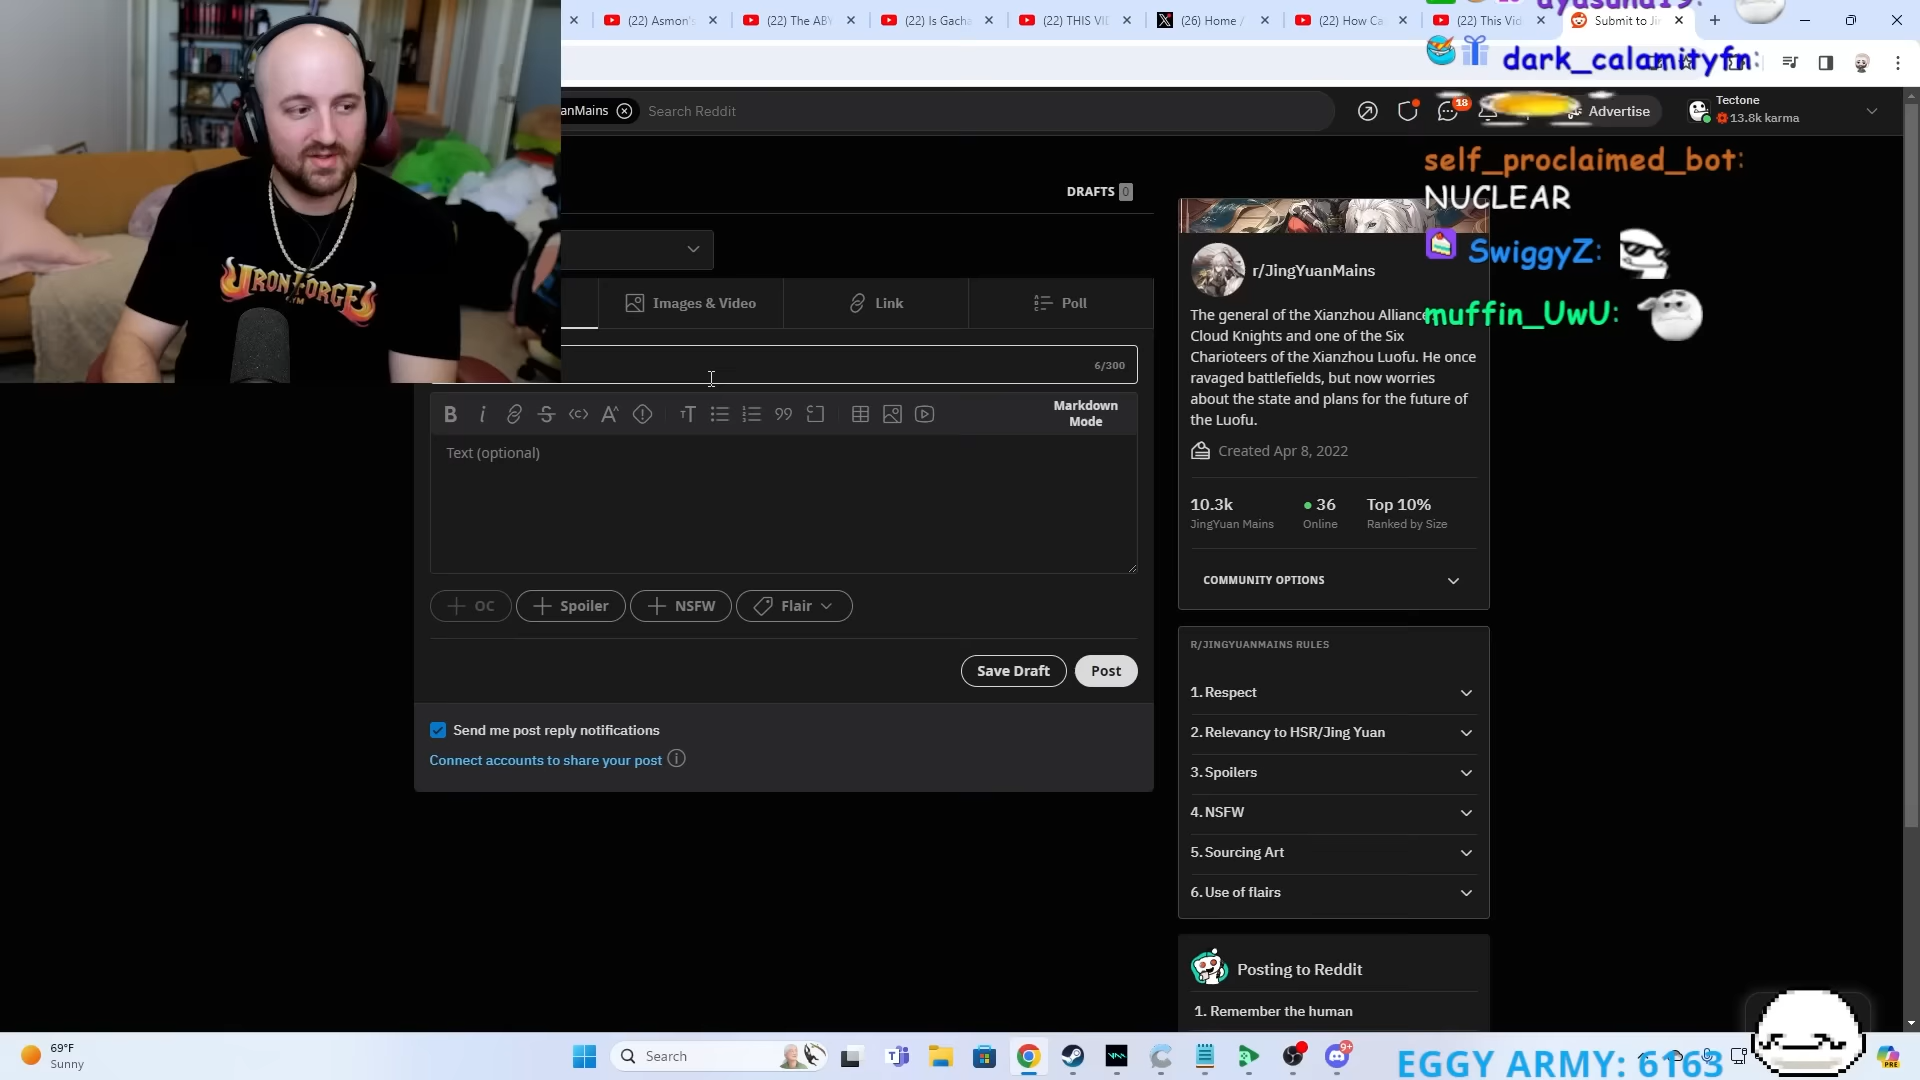 (22) Asmon's
(22) The AB
(22) Is Gacha
(22) THIS VI
(26) Home /
(22) How Ca
(22) This Vid
Submit to Ji
dark_calamityfn:
anMains
Search Reddit
18
Advertise
Tectone
13.8k karma
self_proclaimed_bot:
NUCLEAR
SwiggyZ:
muffin_UwU:
DRAFTS 0
Images & Video
Link
Poll
6/300
Markdown
Mode
Text (optional)
OC
Spoiler
NSFW
Flair
Save Draft
Post
Send me post reply notifications
Connect accounts to share your post
r/JingYuanMains
The general of the Xianzhou Alliance
Cloud Knights and one of the Six
Charioteers of the Xianzhou Luofu. He once
ravaged battlefields, but now worries
about the state and plans for the future of
the Luofu.
Created Apr 8, 2022
10.3k
JingYuan Mains
36
Online
Top 10%
Ranked by Size
COMMUNITY OPTIONS
R/JINGYUANMAINS RULES
1. Respect
2. Relevancy to HSR/Jing Yuan
3. Spoilers
4. NSFW
5. Sourcing Art
6. Use of flairs
Posting to Reddit
1. Remember the human
IRON FORGE
GYM
69°F
Sunny
Search
9+
EGGY ARMY: 6163
PRE